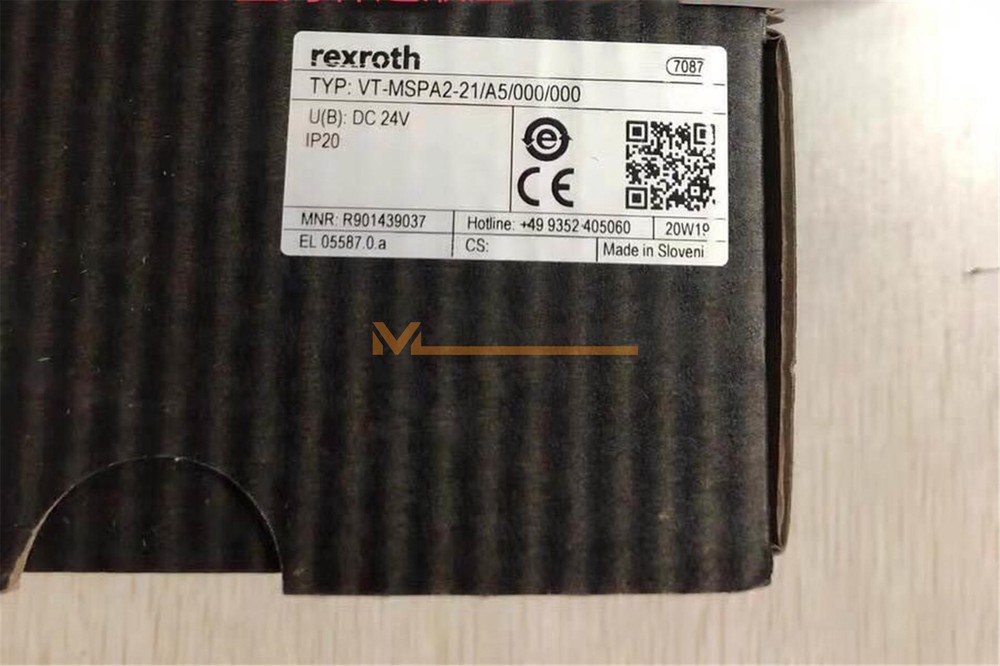 rexroth
7087
TYP: VT-MSPA2-21/A5/000/000
U(B): DC 24V
IP20
CE
MNR: R901439037
Hotline: +49 9352 405060
20W19
EL 05587.0.a
CS:
Made in Sloveni